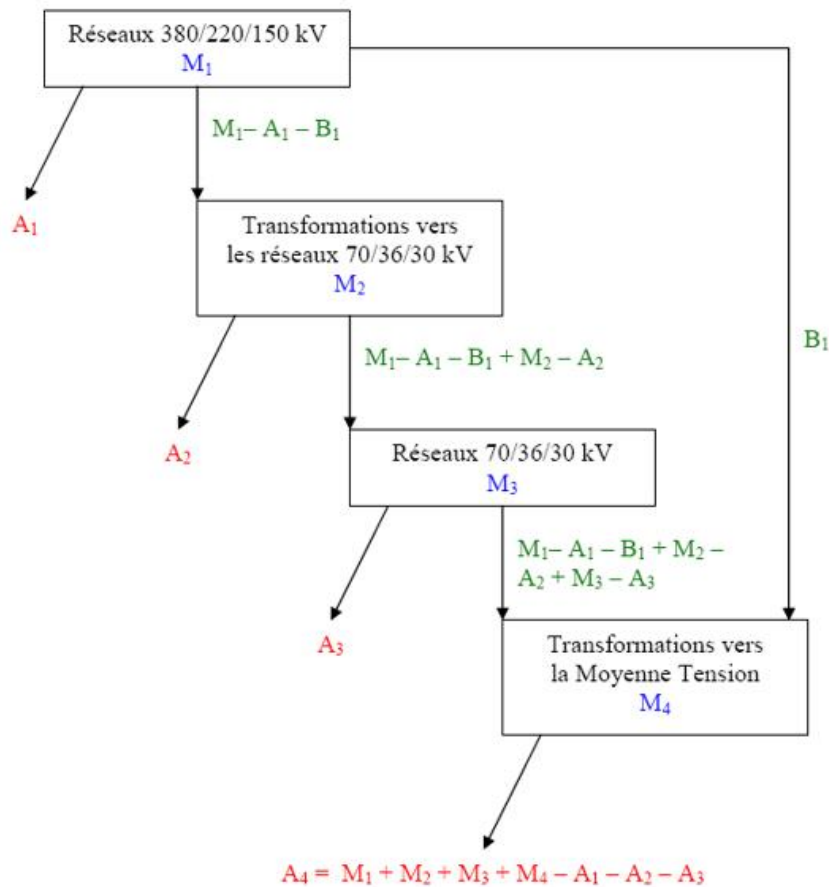 Réseaux 380/220/150 kV
M₁
M₁– A₁ – B₁
A₁
Transformations vers
les réseaux 70/36/30 kV
M₂
B₁
M₁– A₁ – B₁ + M₂ – A₂
A₂
Réseaux 70/36/30 kV
M₃
M₁– A₁ – B₁ + M₂ –
A₂ + M₃ – A₃
A₃
Transformations vers
la Moyenne Tension
M₄
A₄ = M₁ + M₂ + M₃ + M₄ – A₁ – A₂ – A₃